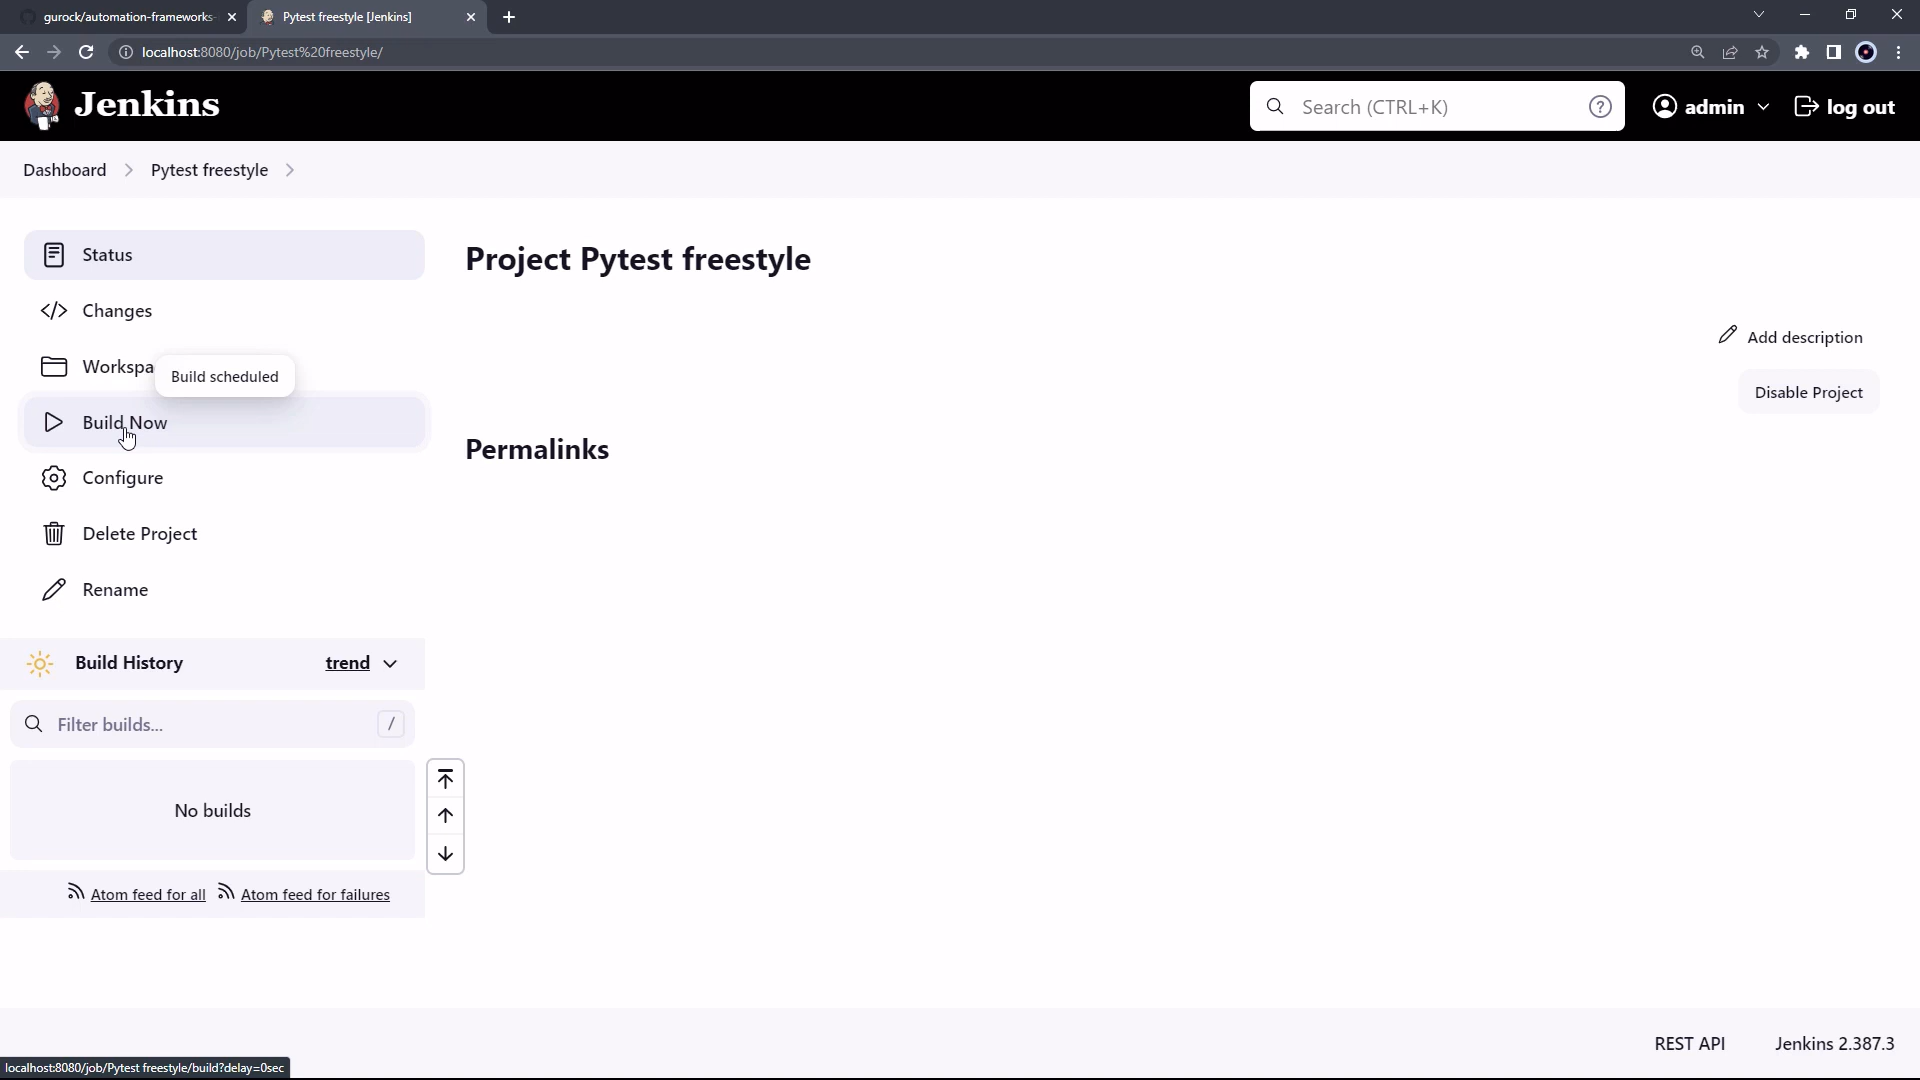 gurock/automation-frameworks-
Pytest freestyle [Jenkins]
localhost:8080/job/Pytest%20freestyle/
Jenkins
Search (CTRL+K)
?
admin
log out
Dashboard
Pytest freestyle
Status
Changes
Workspa
Build scheduled
Build Now
Configure
Delete Project
Rename
Project Pytest freestyle
Add description
Disable Project
Permalinks
Build History
trend
Filter builds...
/
No builds
Atom feed for all
Atom feed for failures
REST API
Jenkins 2.387.3
localhost:8080/job/Pytest freestyle/build?delay=0sec